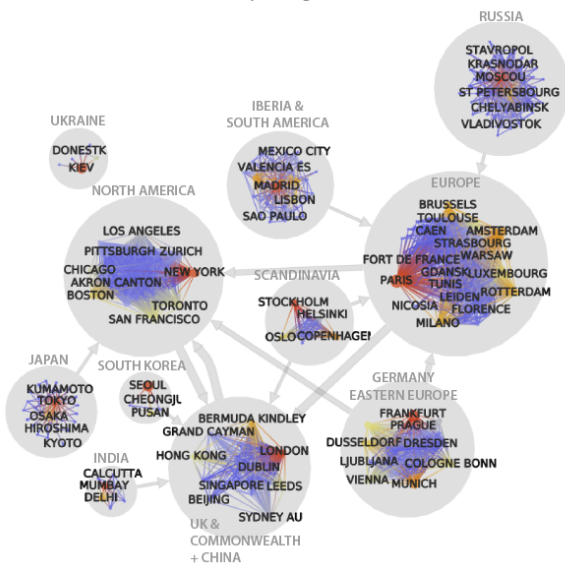 RUSSIA
STAVROPOL
KRASNODAR
MOSCOU
ST PETERSBOURG
CHELYABINSK
VLADIVOSTOK
UKRAINE
DONESTK
KIEV
IBERIA &
SOUTH AMERICA
MEXICO CITY
VALENCIA ES
MADRID
LISBON
SAO PAULO
EUROPE
BRUSSELS
TOULOUSE
CAEN
AMSTERDAM
STRASBOURG
WARSAW
FORT DE FRANCE
GDANSK
LUXEMBOURG
PARIS
TUNIS
LEIDEN
ROTTERDAM
NICOSIA
FLORENCE
MILANO
NORTH AMERICA
LOS ANGELES
PITTSBURGH ZURICH
CHICAGO
NEW YORK
AKRON CANTON
BOSTON
TORONTO
SAN FRANCISCO
SCANDINAVIA
STOCKHOLM
HELSINKI
OSLO
COPENHAGEN
JAPAN
KUMAMOTO
TOKYO
OSAKA
HIROSHIMA
KYOTO
SOUTH KOREA
SEOUL
CHEONGJU
PUSAN
INDIA
CALCUTTA
MUMBAY
DELHI
BERMUDA KINDLEY
GRAND CAYMAN
HONG KONG
LONDON
DUBLIN
SINGAPORE LEEDS
BEIJING
SYDNEY AU
UK &
COMMONWEALTH
+ CHINA
GERMANY
EASTERN EUROPE
FRANKFURT
PRAGUE
DUSSELDORF
DRESDEN
LJUBLJANA
COLOGNE BONN
VIENNA
MUNICH